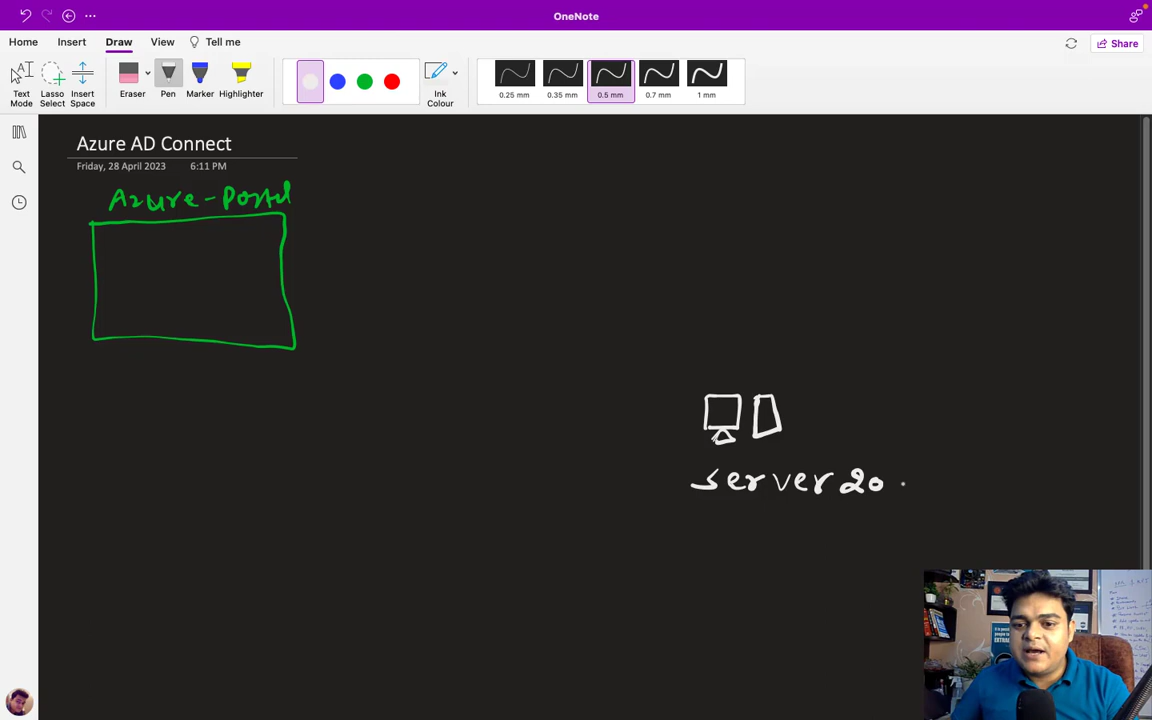 OneNote
Home Insert Draw View Tell me
Share
Text Mode
Lasso Select
Insert Space
Eraser
Pen
Marker
Highlighter
Ink Colour
0.25 mm
0.35 mm
0.5 mm
0.7 mm
1 mm
Azure AD Connect
Friday, 28 April 2023 6:11 PM
Azure-Portal
server 20